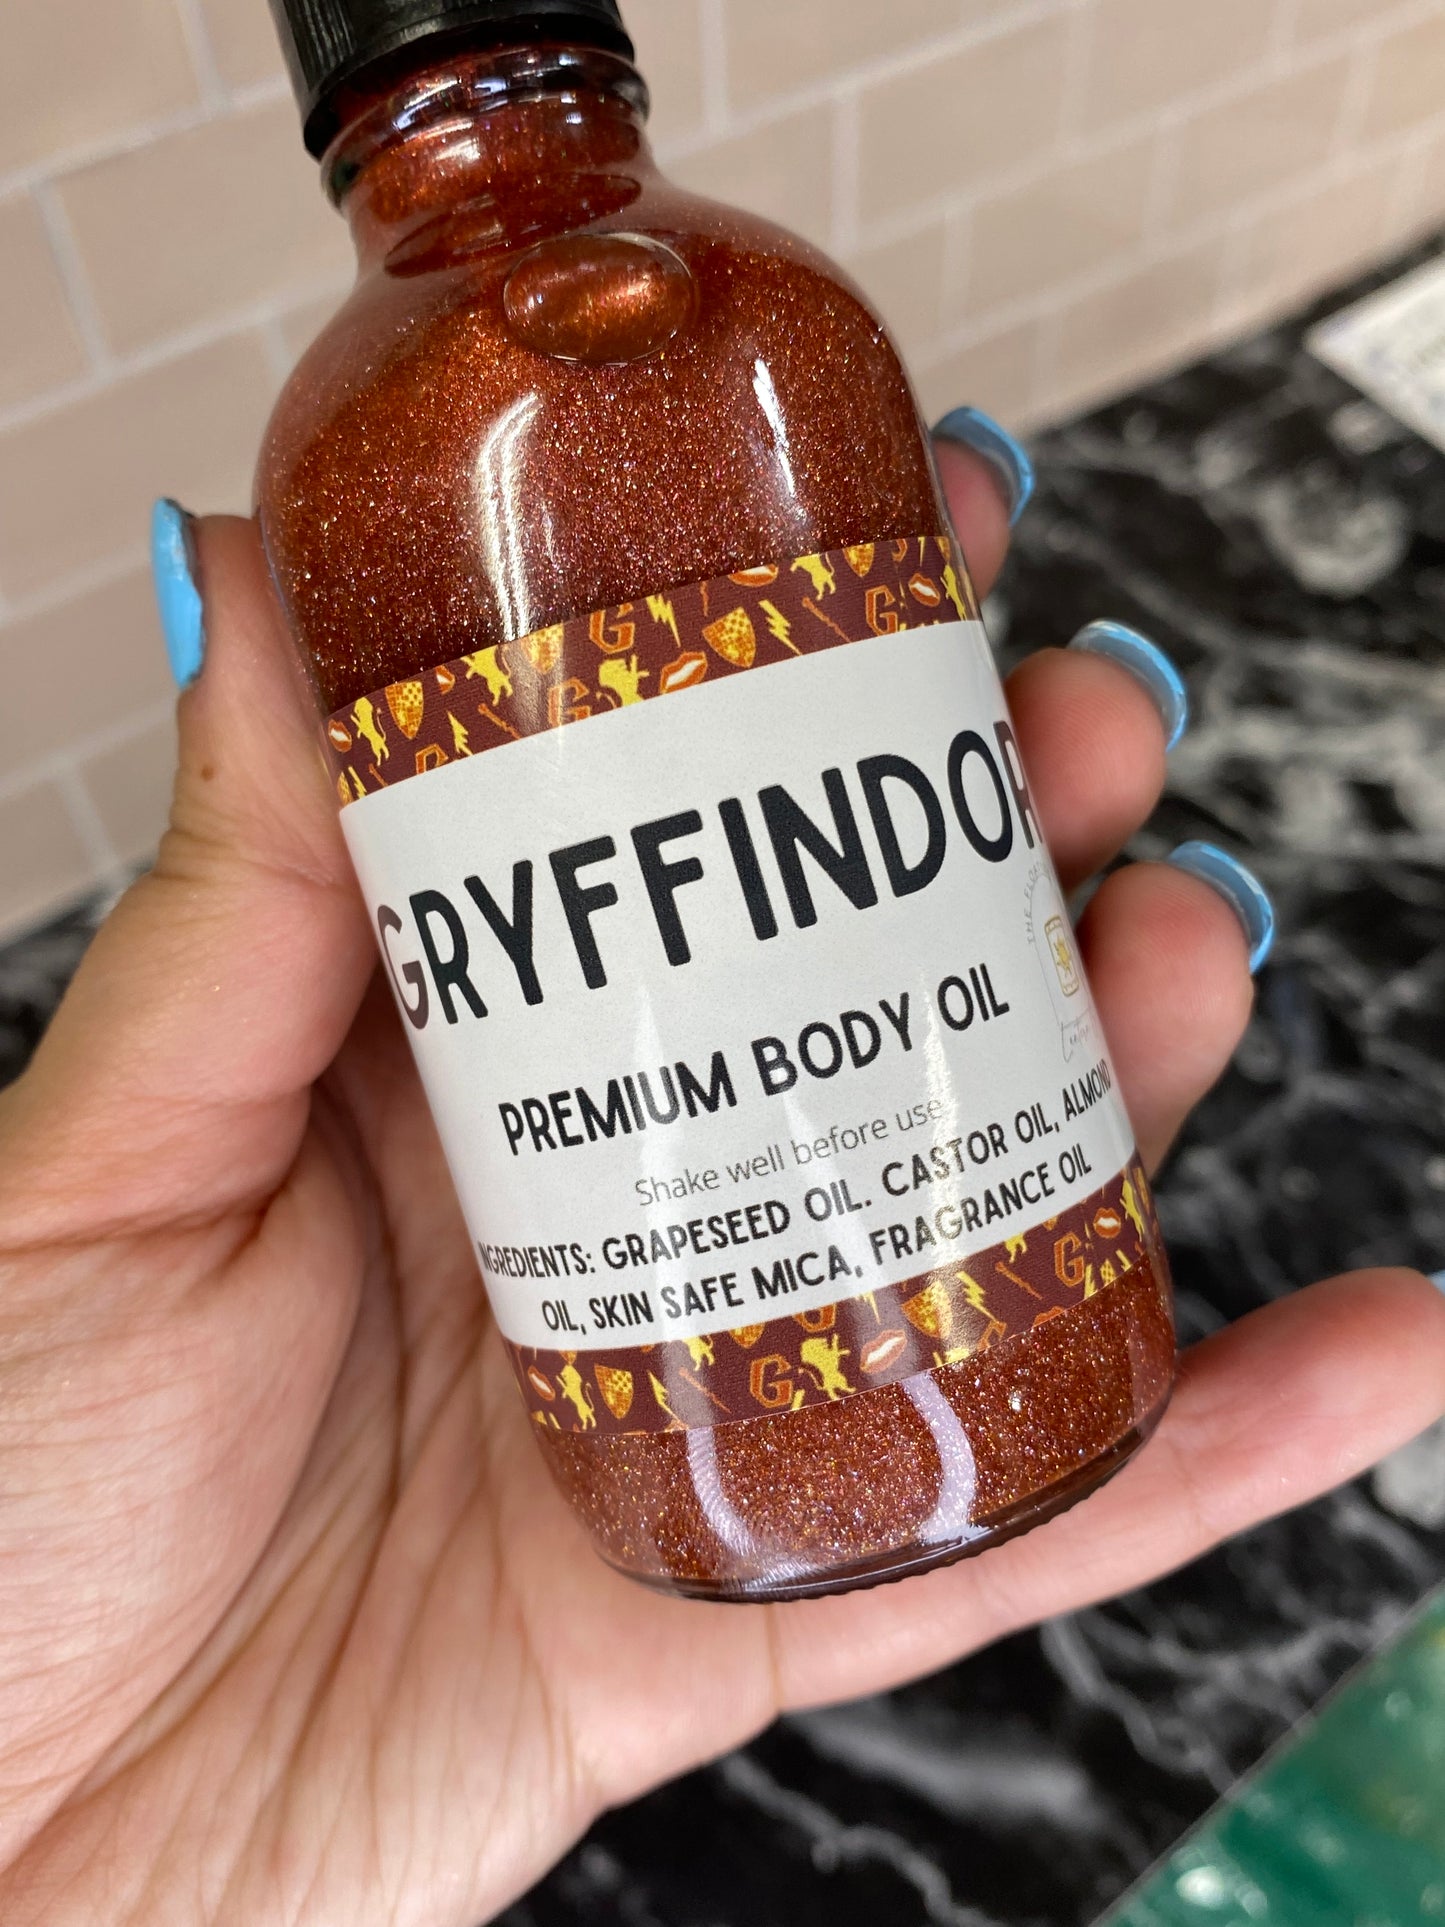 GRYFFINDOR
PREMIUM BODY OIL
Shake well before use
INGREDIENTS: GRAPESEED OIL. CASTOR OIL, ALMOND
OIL, SKIN SAFE MICA, FRAGRANCE OIL